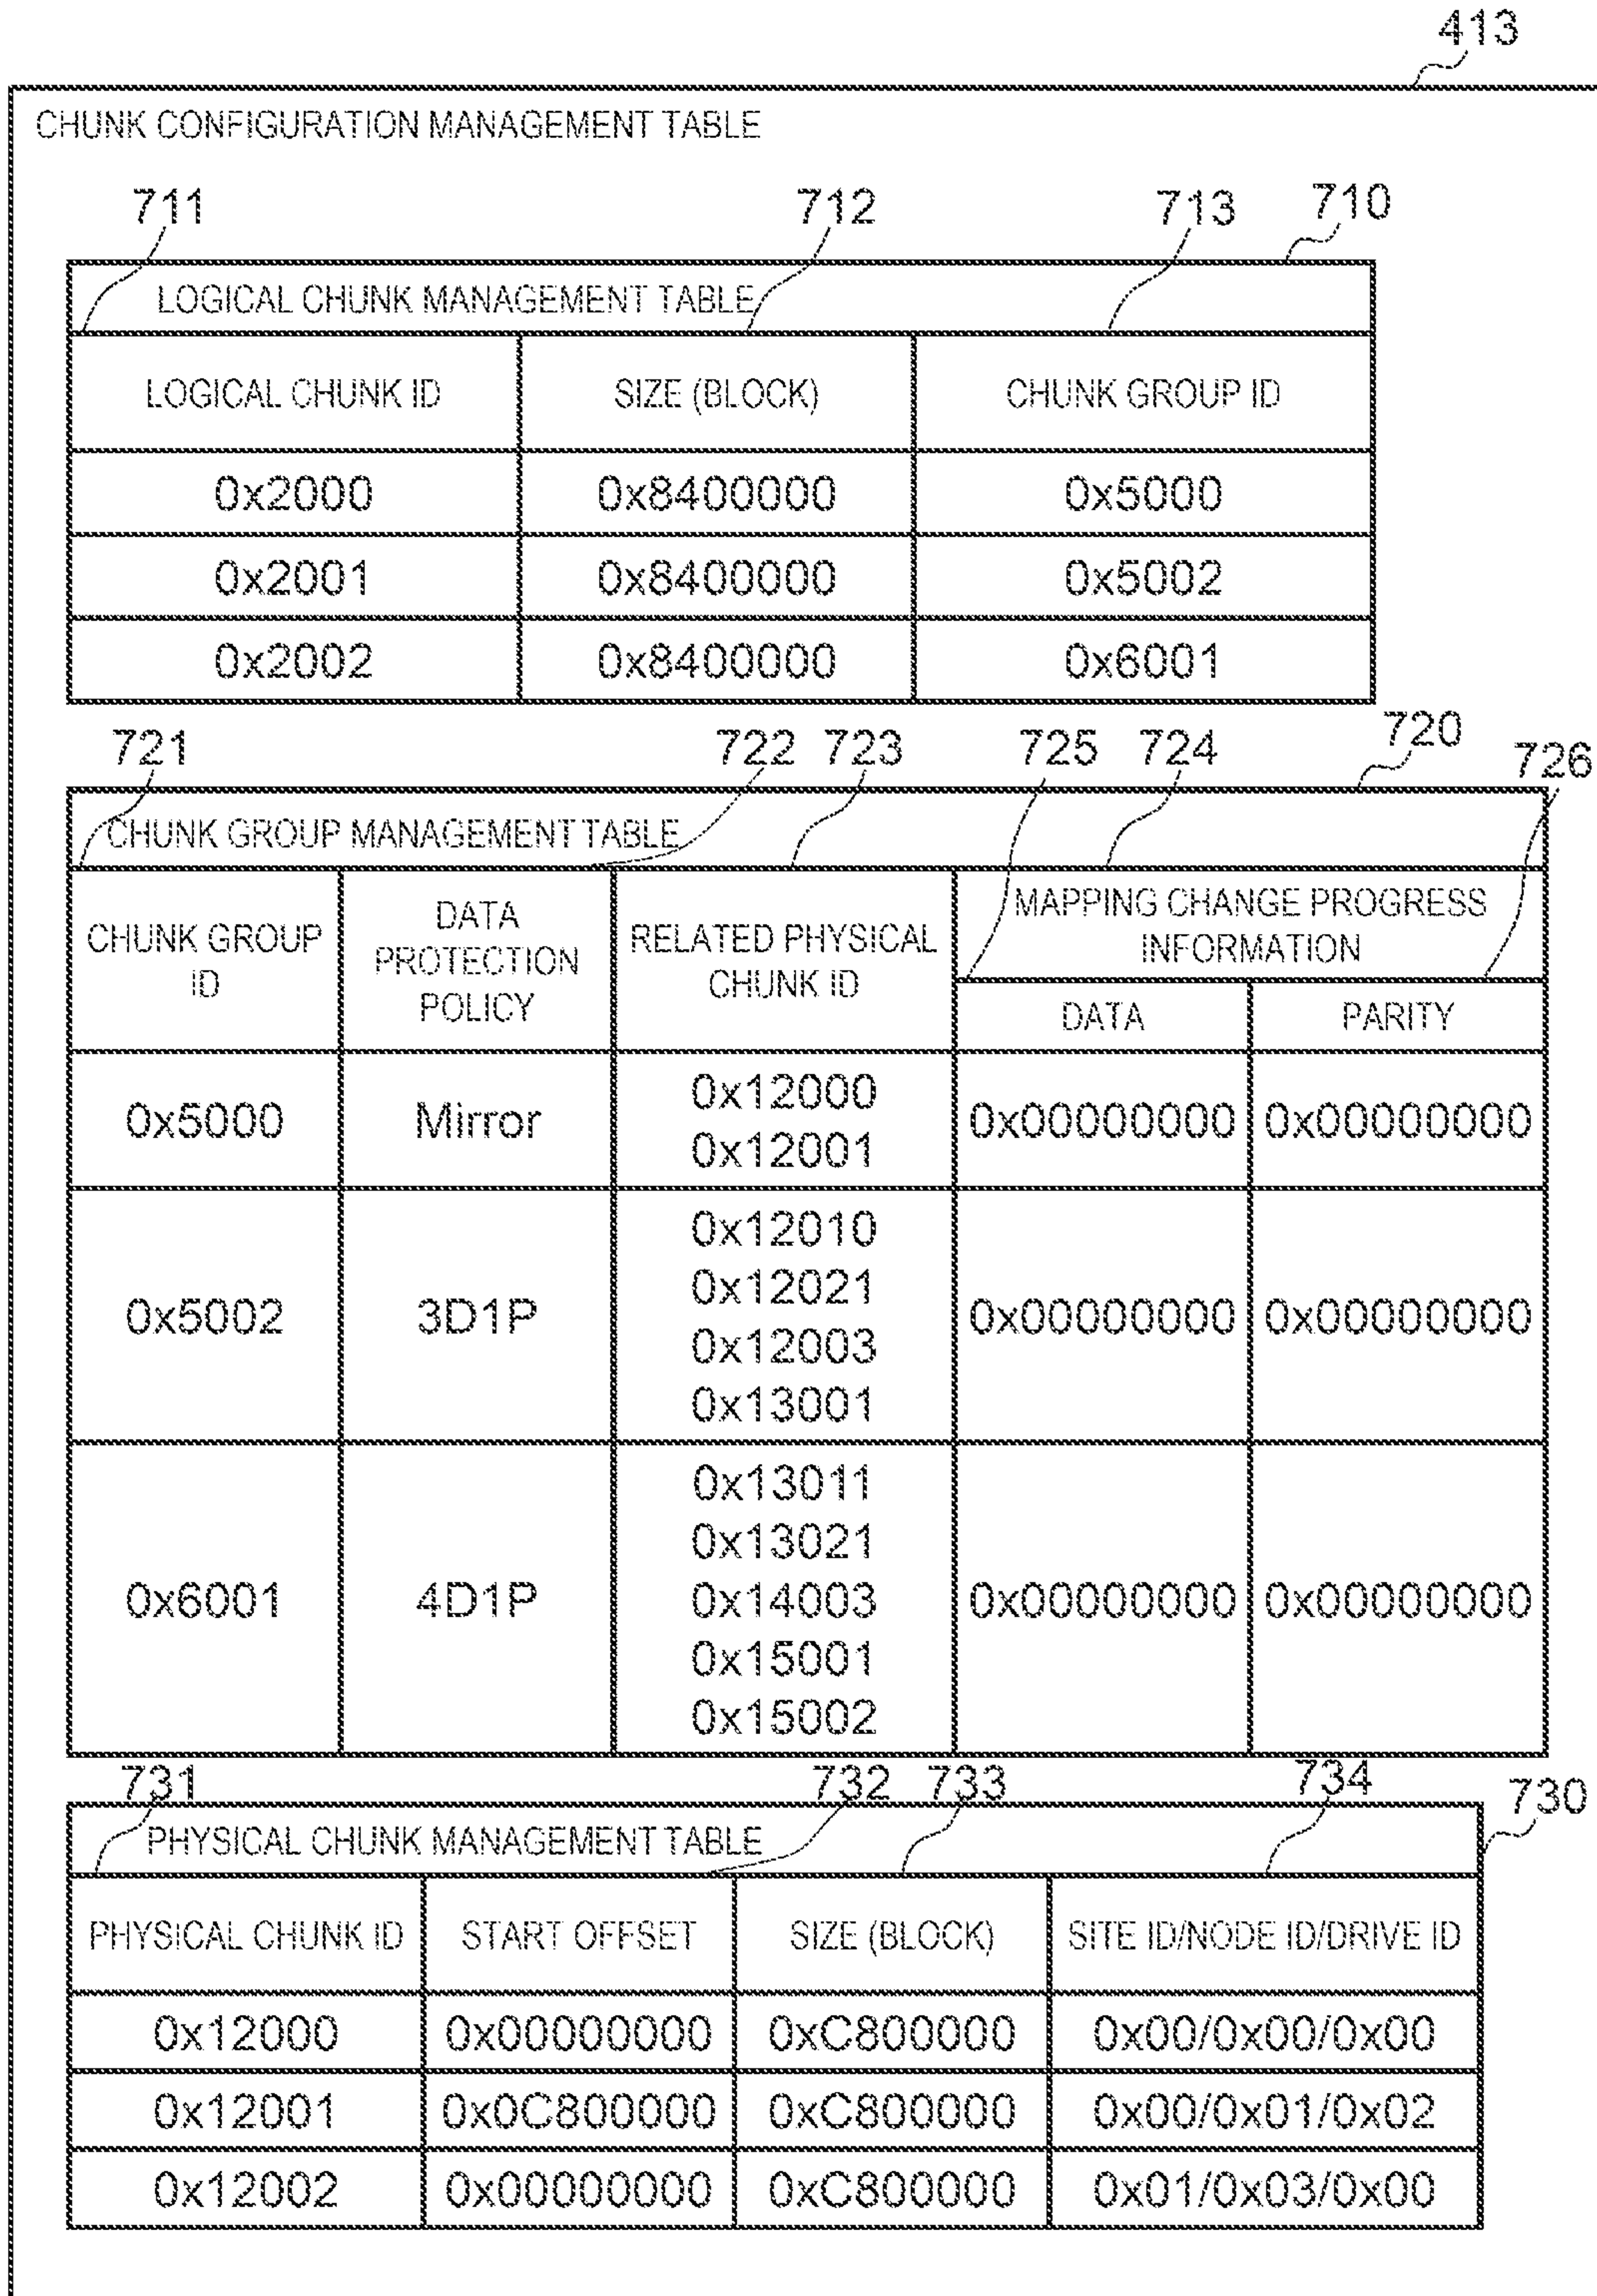 413
CHUNK CONFIGURATION MANAGEMENT TABLE
711 712 713 710
LOGICAL CHUNK MANAGEMENT TABLE
LOGICAL CHUNK ID SIZE (BLOCK) CHUNK GROUP ID
0x2000 0x8400000 0x5000
0x2001 0x8400000 0x5002
0x2002 0x8400000 0x6001
721 722 723 725 724 720 726
CHUNK GROUP MANAGEMENT TABLE
CHUNK GROUP
ID
DATA
PROTECTION
POLICY
RELATED PHYSICAL
CHUNK ID
MAPPING CHANGE PROGRESS
INFORMATION
DATA PARITY
0x5000 Mirror
0x12000
0x12001
0x00000000 0x00000000
0x5002 3D1P
0x12010
0x12021
0x12003
0x13001
0x00000000 0x00000000
0x6001 4D1P
0x13011
0x13021
0x14003
0x15001
0x15002
0x00000000 0x00000000
731 732 733 734 730
PHYSICAL CHUNK MANAGEMENT TABLE
PHYSICAL CHUNK ID START OFFSET SIZE (BLOCK) SITE ID/NODE ID/DRIVE ID
0x12000 0x00000000 0xC800000 0x00/0x00/0x00
0x12001 0x0C800000 0xC800000 0x00/0x01/0x02
0x12002 0x00000000 0xC800000 0x01/0x03/0x00